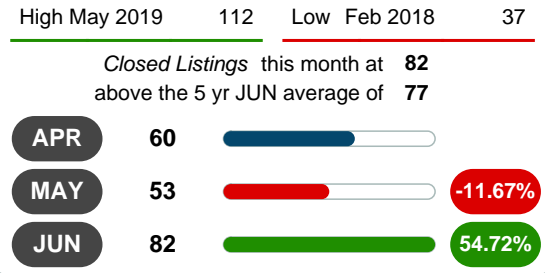 High May 2019 112 Low Feb 2018 37
Closed Listings this month at 82
above the 5 yr JUN average of 77
APR 60
MAY 53 -11.67%
JUN 82 54.72%